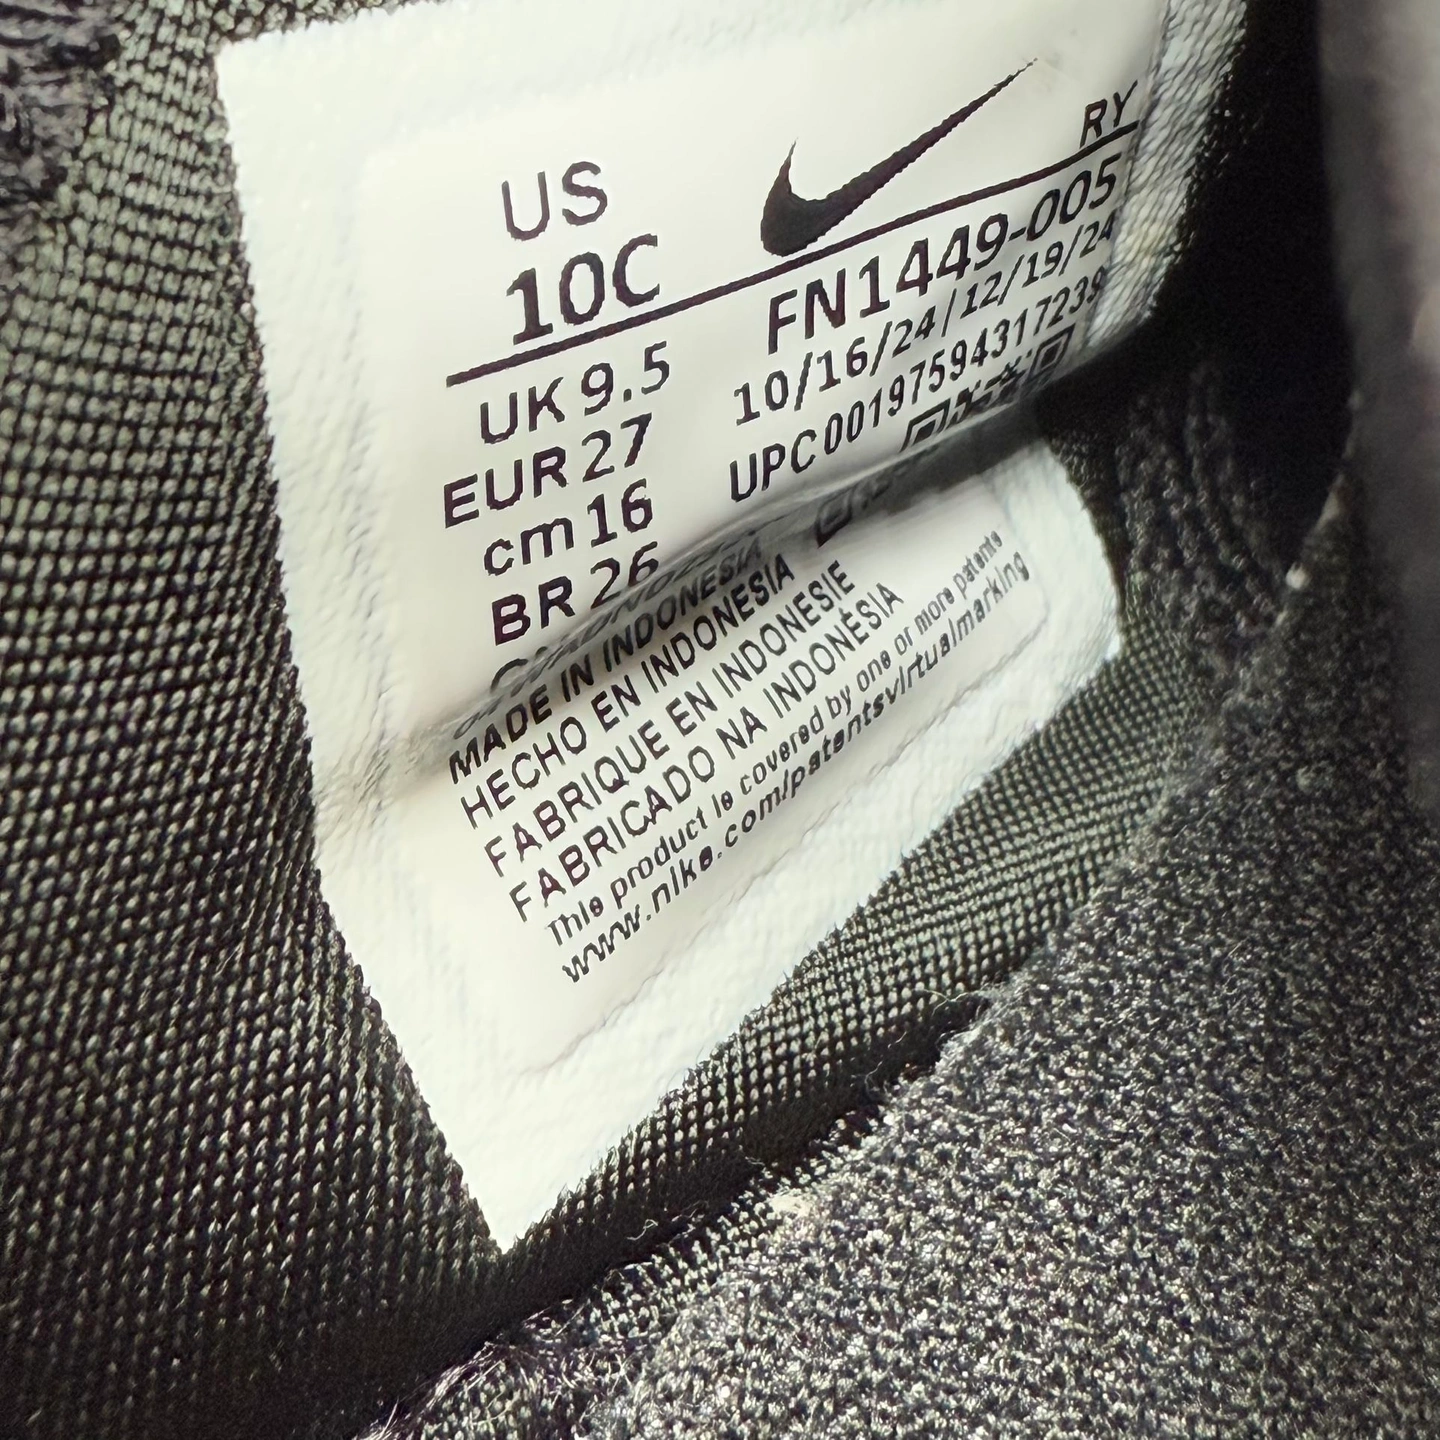 US
10C
RY
UK 9.5
EUR 27
cm 16
BR 26
FN1449-005
10/16/24/12/19/24
UPC00197594317239
MADE IN INDONESIA
HECHO EN INDONESIA
FABRIQUE EN INDONESIE
FABRICADO NA INDONÉSIA
This product is covered by one or more patents
www.nike.com/patentsvirtualmarking